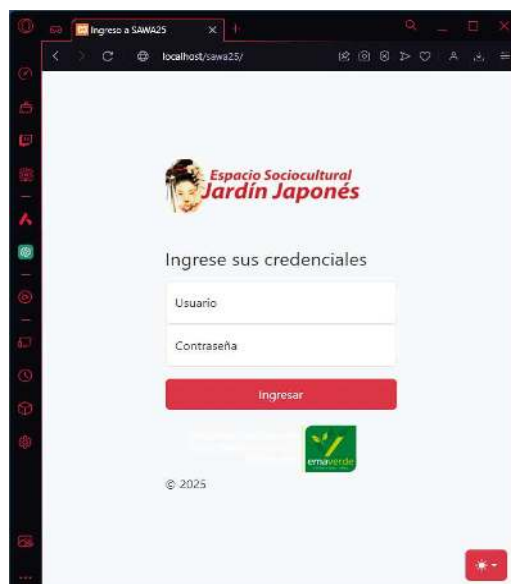 Ingreso a SAWA25
localhost/sawa25/
Espacio Sociocultural
Jardín Japonés
Ingrese sus credenciales
Usuario
Contraseña
Ingresar
emaverde
© 2025